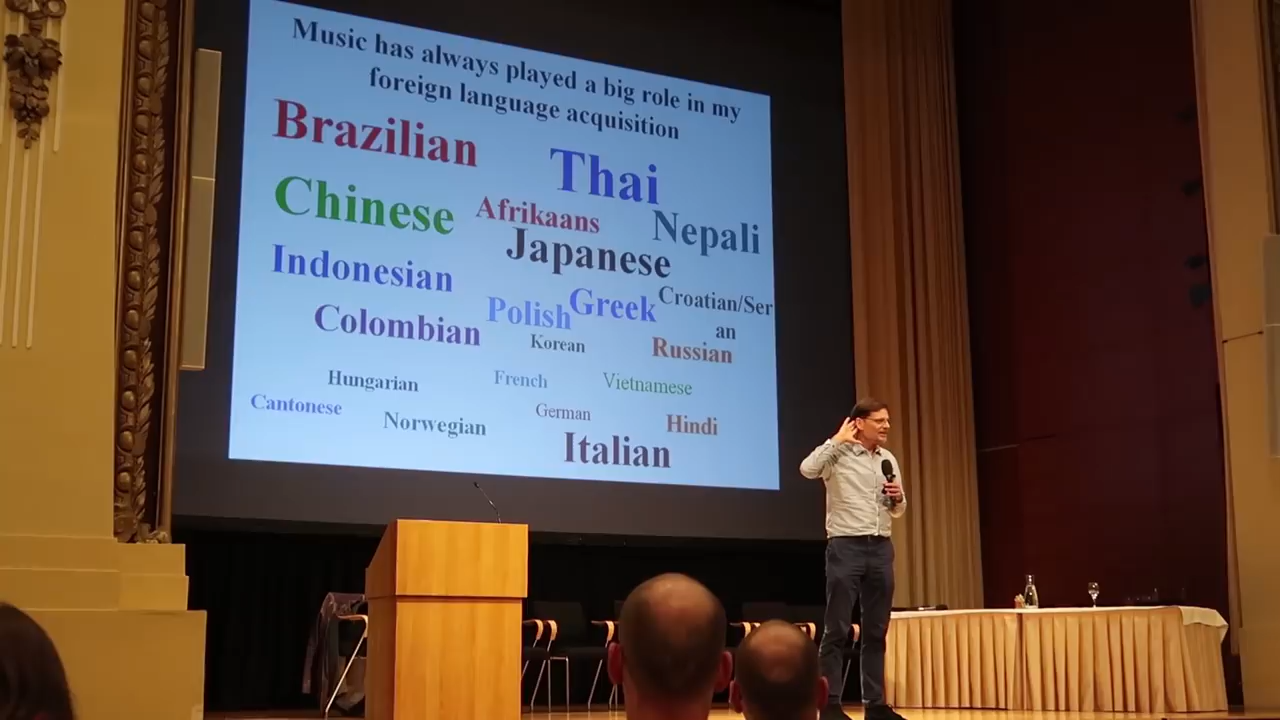 Music has always played a big role in my
foreign language acquisition
Brazilian
Thai
Chinese
Afrikaans
Nepali
Japanese
Indonesian
Polish
Greek
Croatian/Ser
an
Colombian
Korean
Russian
Hungarian
French
Vietnamese
Cantonese
Norwegian
German
Hindi
Italian